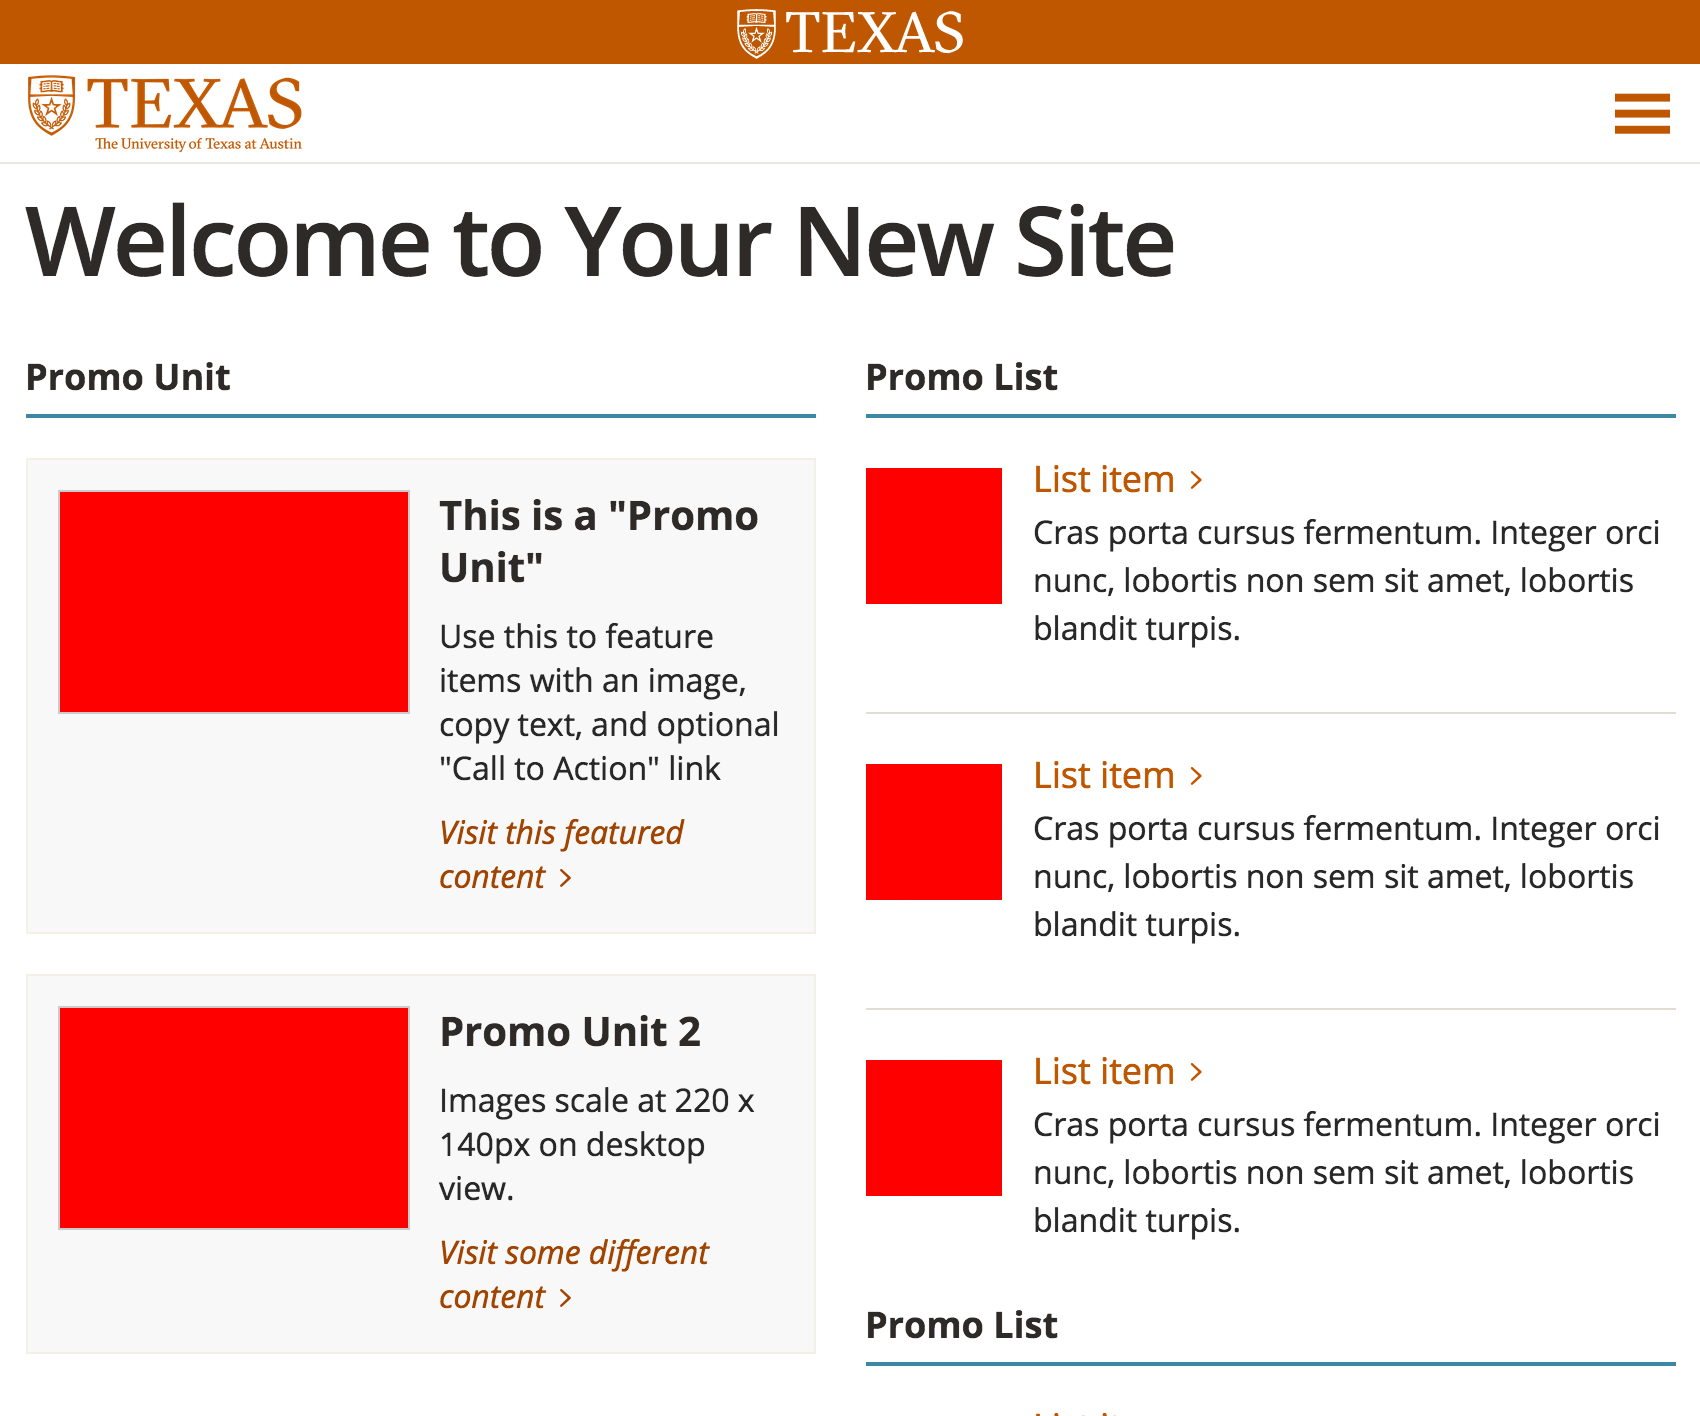 TEXAS
TEXAS
The University of Texas at Austin
Welcome to Your New Site
Promo Unit
This is a "Promo
Unit"
Use this to feature
items with an image,
copy text, and optional
"Call to Action" link
Visit this featured
content >
Promo Unit 2
Images scale at 220 x
140px on desktop
view.
Visit some different
content >
Promo List
List item >
Cras porta cursus fermentum. Integer orci
nunc, lobortis non sem sit amet, lobortis
blandit turpis.
List item >
Cras porta cursus fermentum. Integer orci
nunc, lobortis non sem sit amet, lobortis
blandit turpis.
List item >
Cras porta cursus fermentum. Integer orci
nunc, lobortis non sem sit amet, lobortis
blandit turpis.
Promo List